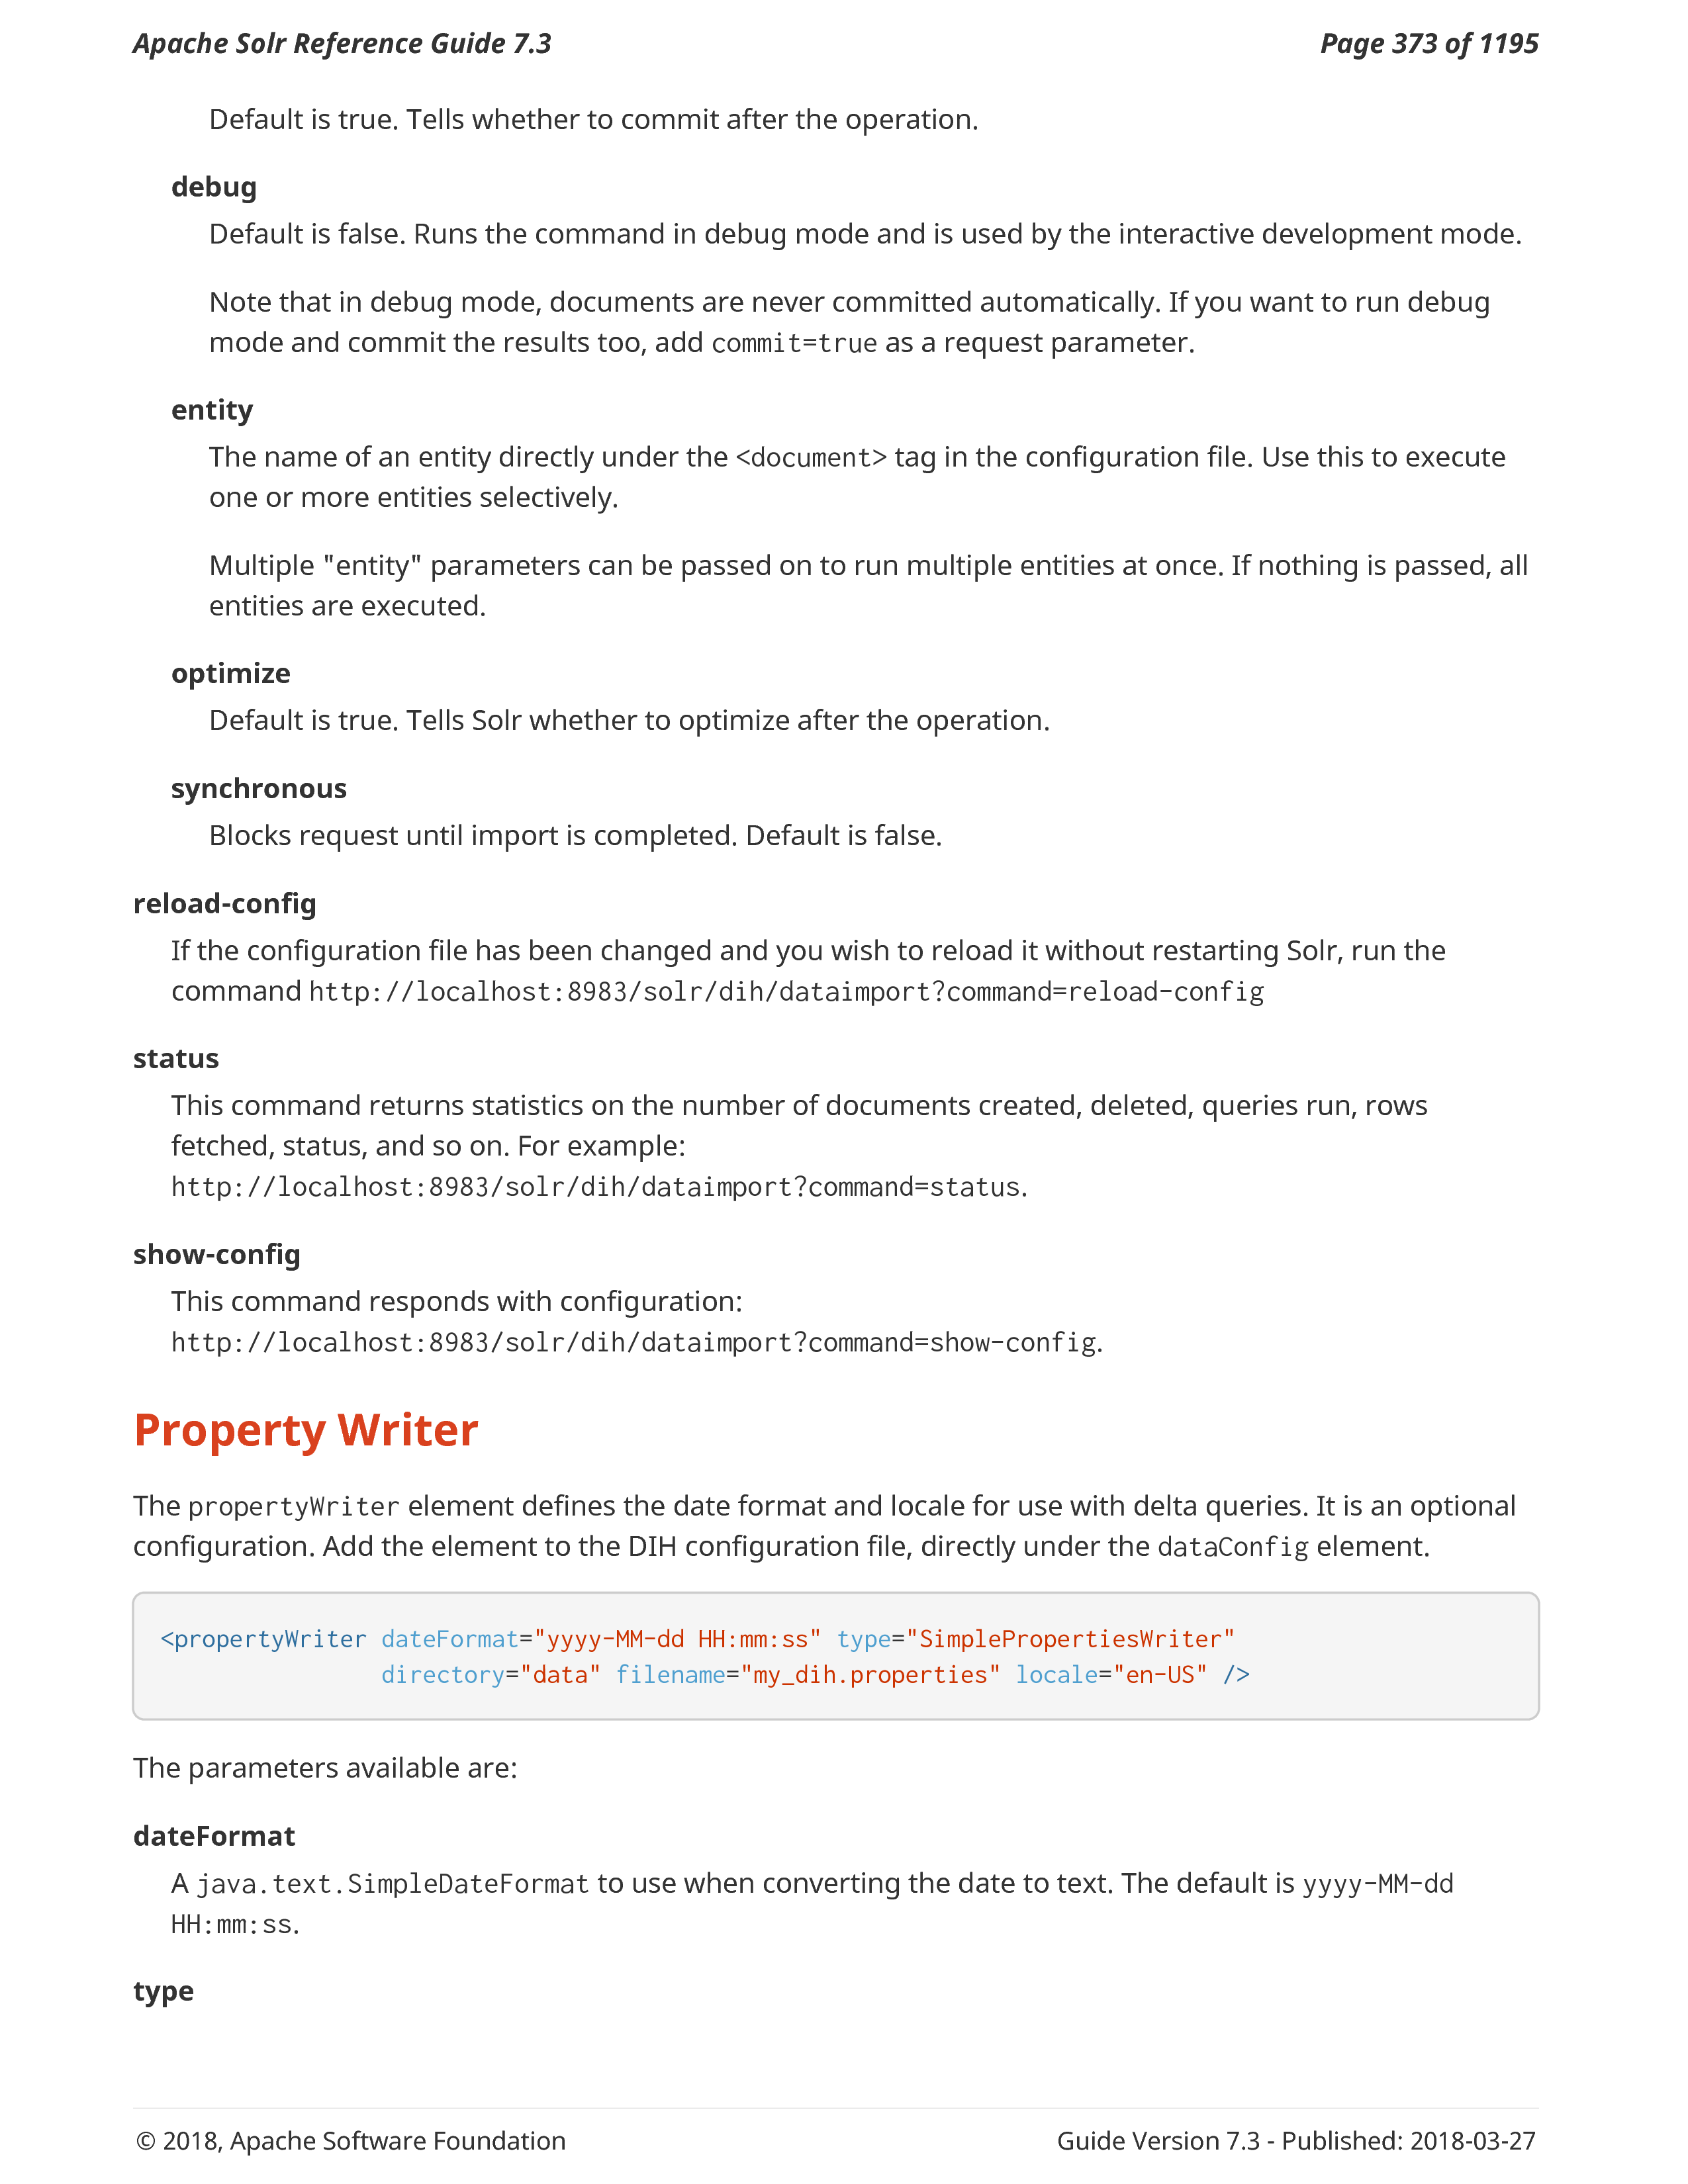 Apache Solr Reference Guide 7.3 Page 373 of 1195
Default is true. Tells whether to commit after the operation.
debug
Default is false. Runs the command in debug mode and is used by the interactive development mode.
Note that in debug mode, documents are never committed automatically. If you want to run debug
mode and commit the results too, add commit=true as a request parameter.
entity
The name of an entity directly under the <document> tag in the configuration file. Use this to execute
one or more entities selectively.
Multiple "entity" parameters can be passed on to run multiple entities at once. If nothing is passed, all
entities are executed.
optimize
Default is true. Tells Solr whether to optimize after the operation.
synchronous
Blocks request until import is completed. Default is false.
reload-config
If the configuration file has been changed and you wish to reload it without restarting Solr, run the
command http://localhost:8983/solr/dih/dataimport?command=reload-config
status
This command returns statistics on the number of documents created, deleted, queries run, rows
fetched, status, and so on. For example:
http://localhost:8983/solr/dih/dataimport?command=status.
show-config
This command responds with configuration:
http://localhost:8983/solr/dih/dataimport?command=show-config.
Property Writer
The propertyWriter element defines the date format and locale for use with delta queries. It is an optional
configuration. Add the element to the DIH configuration file, directly under the dataConfig element.
<propertyWriter dateFormat="yyyy-MM-dd HH:mm:ss" type="SimplePropertiesWriter"
directory="data" filename="my_dih.properties" locale="en-US" />
The parameters available are:
dateFormat
A java.text.SimpleDateFormat to use when converting the date to text. The default is yyyy-MM-dd
HH:mm:ss.
type
© 2018, Apache Software Foundation Guide Version 7.3 - Published: 2018-03-27